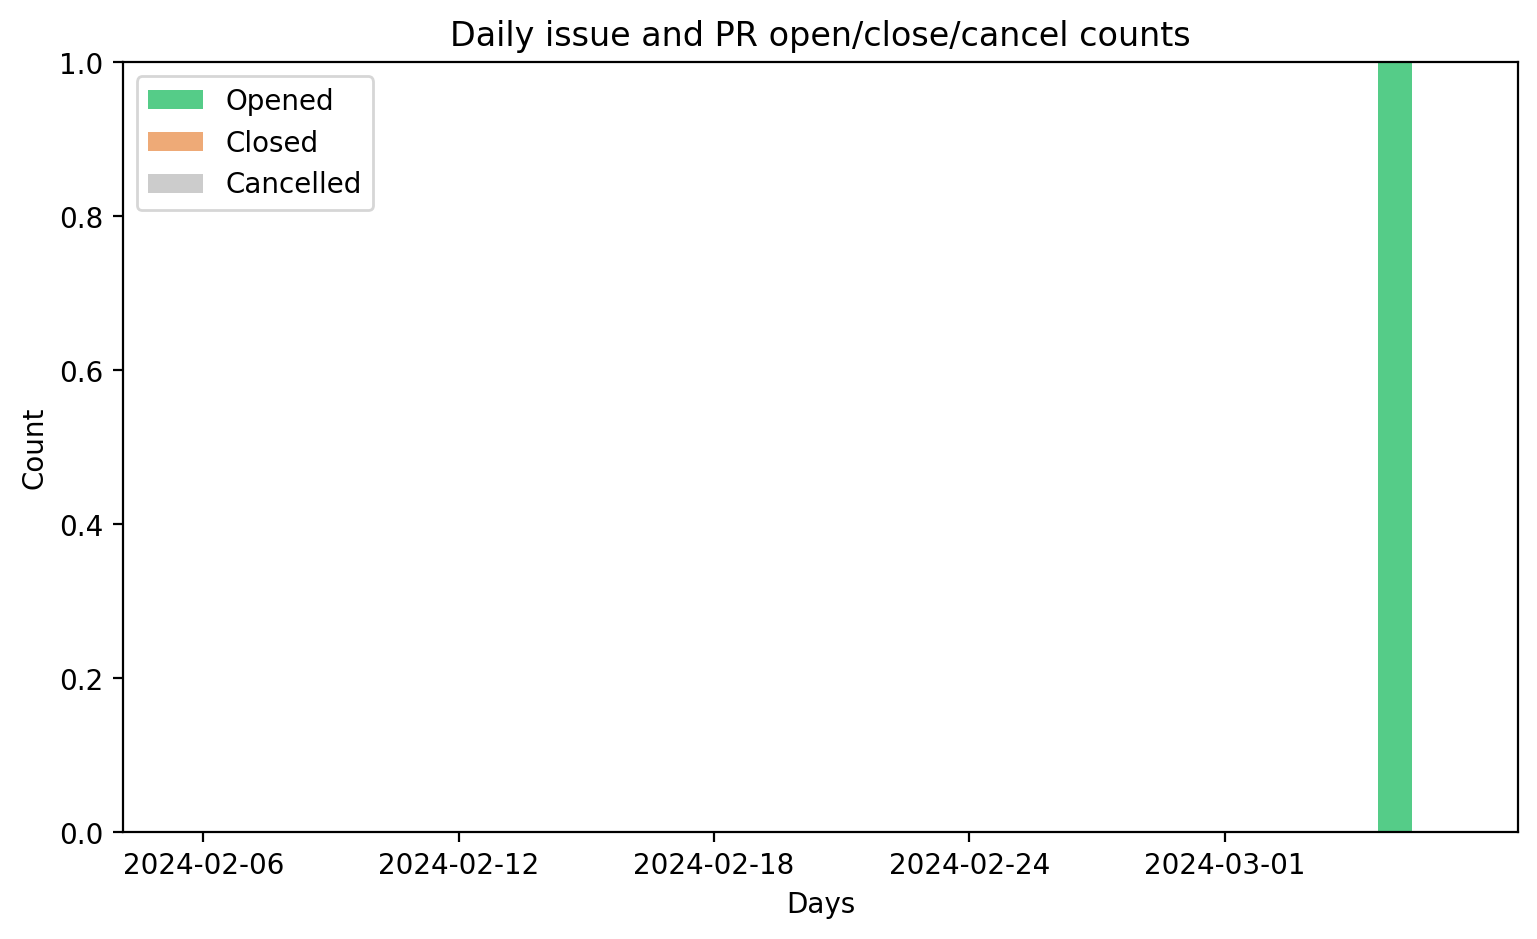 Daily issue and PR open/close/cancel counts
1.0
0.8
0.6
0.4
0.2
0.0
Count
Opened
Closed
Cancelled
2024-02-06 2024-02-12 2024-02-18 2024-02-24 2024-03-01
Days